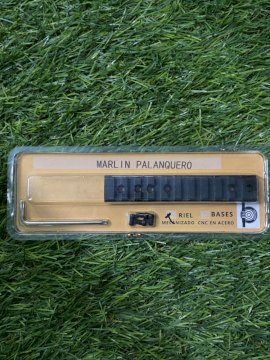 MARLIN PALANQUERO
RIEL BASES
MECANIZADO CNC EN ACERO